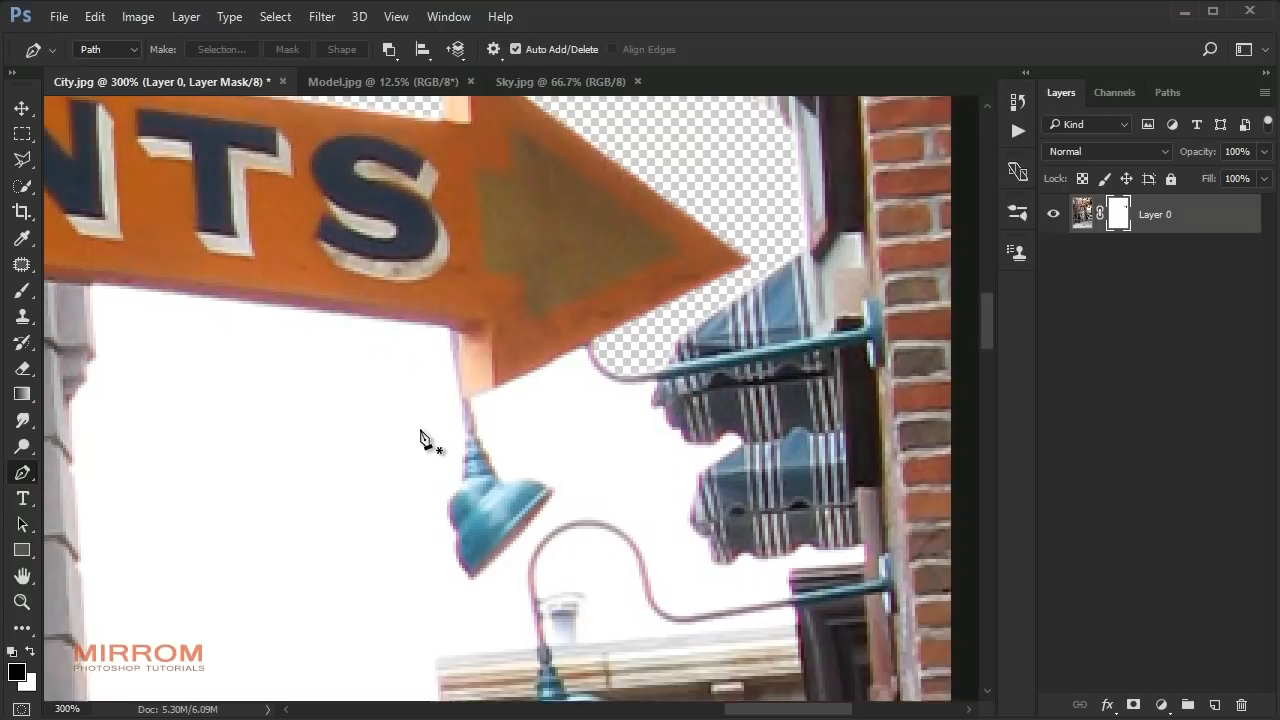 Ps File Edit Image Layer Type Select Filter 3D View Window Help
Path Make: Selection... Mask Shape Auto Add/Delete Align Edges
City.jpg @ 300% (Layer 0, Layer Mask/8) * Model.jpg @ 12.5% (RGB/8*) Sky.jpg @ 66.7% (RGB/8)
Layers Channels Paths
Kind
Normal Opacity: 100%
Lock: Fill: 100%
Layer 0
NTS
MIRROM
PHOTOSHOP TUTORIALS
300% Doc: 5.30M/6.09M